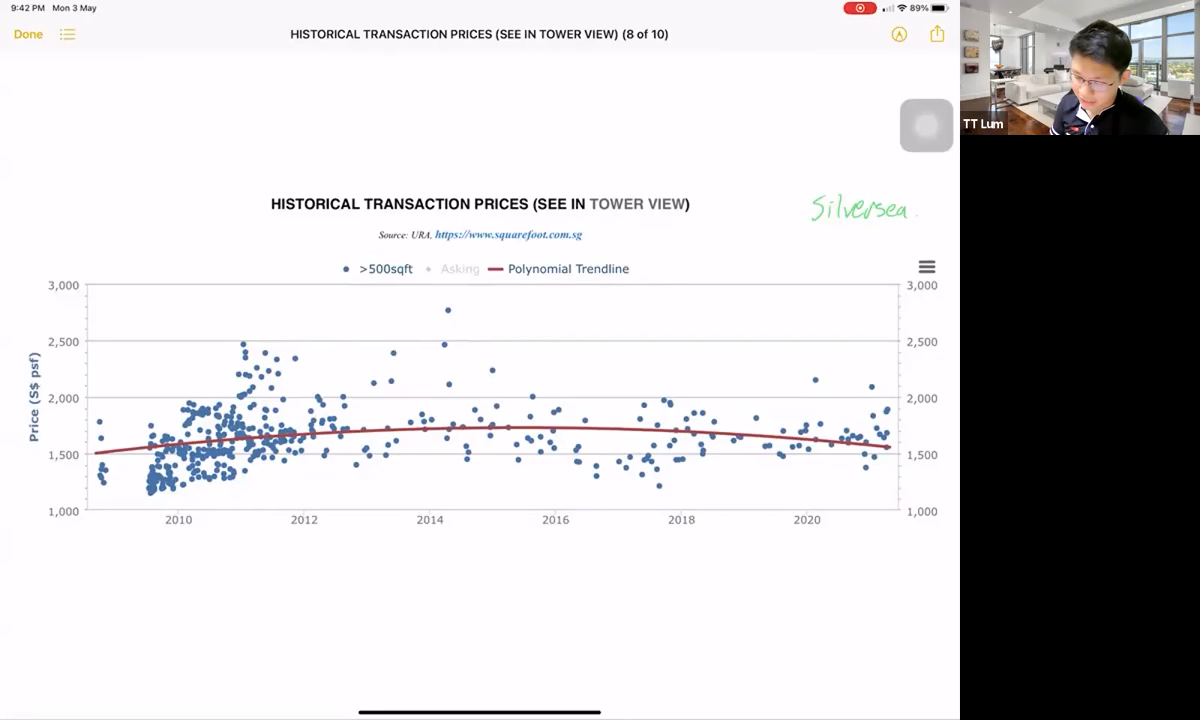 9:42 PM Mon 3 May
89%
Done
HISTORICAL TRANSACTION PRICES (SEE IN TOWER VIEW) (8 of 10)
TT Lum
HISTORICAL TRANSACTION PRICES (SEE IN TOWER VIEW)
Silversea.
Source: URA, https://www.squarefoot.com.sg
>500sqft Asking Polynomial Trendline
3,000 3,000
2,500 2,500
2,000 2,000
1,500 1,500
1,000 1,000
Price (S$ psf)
2010 2012 2014 2016 2018 2020